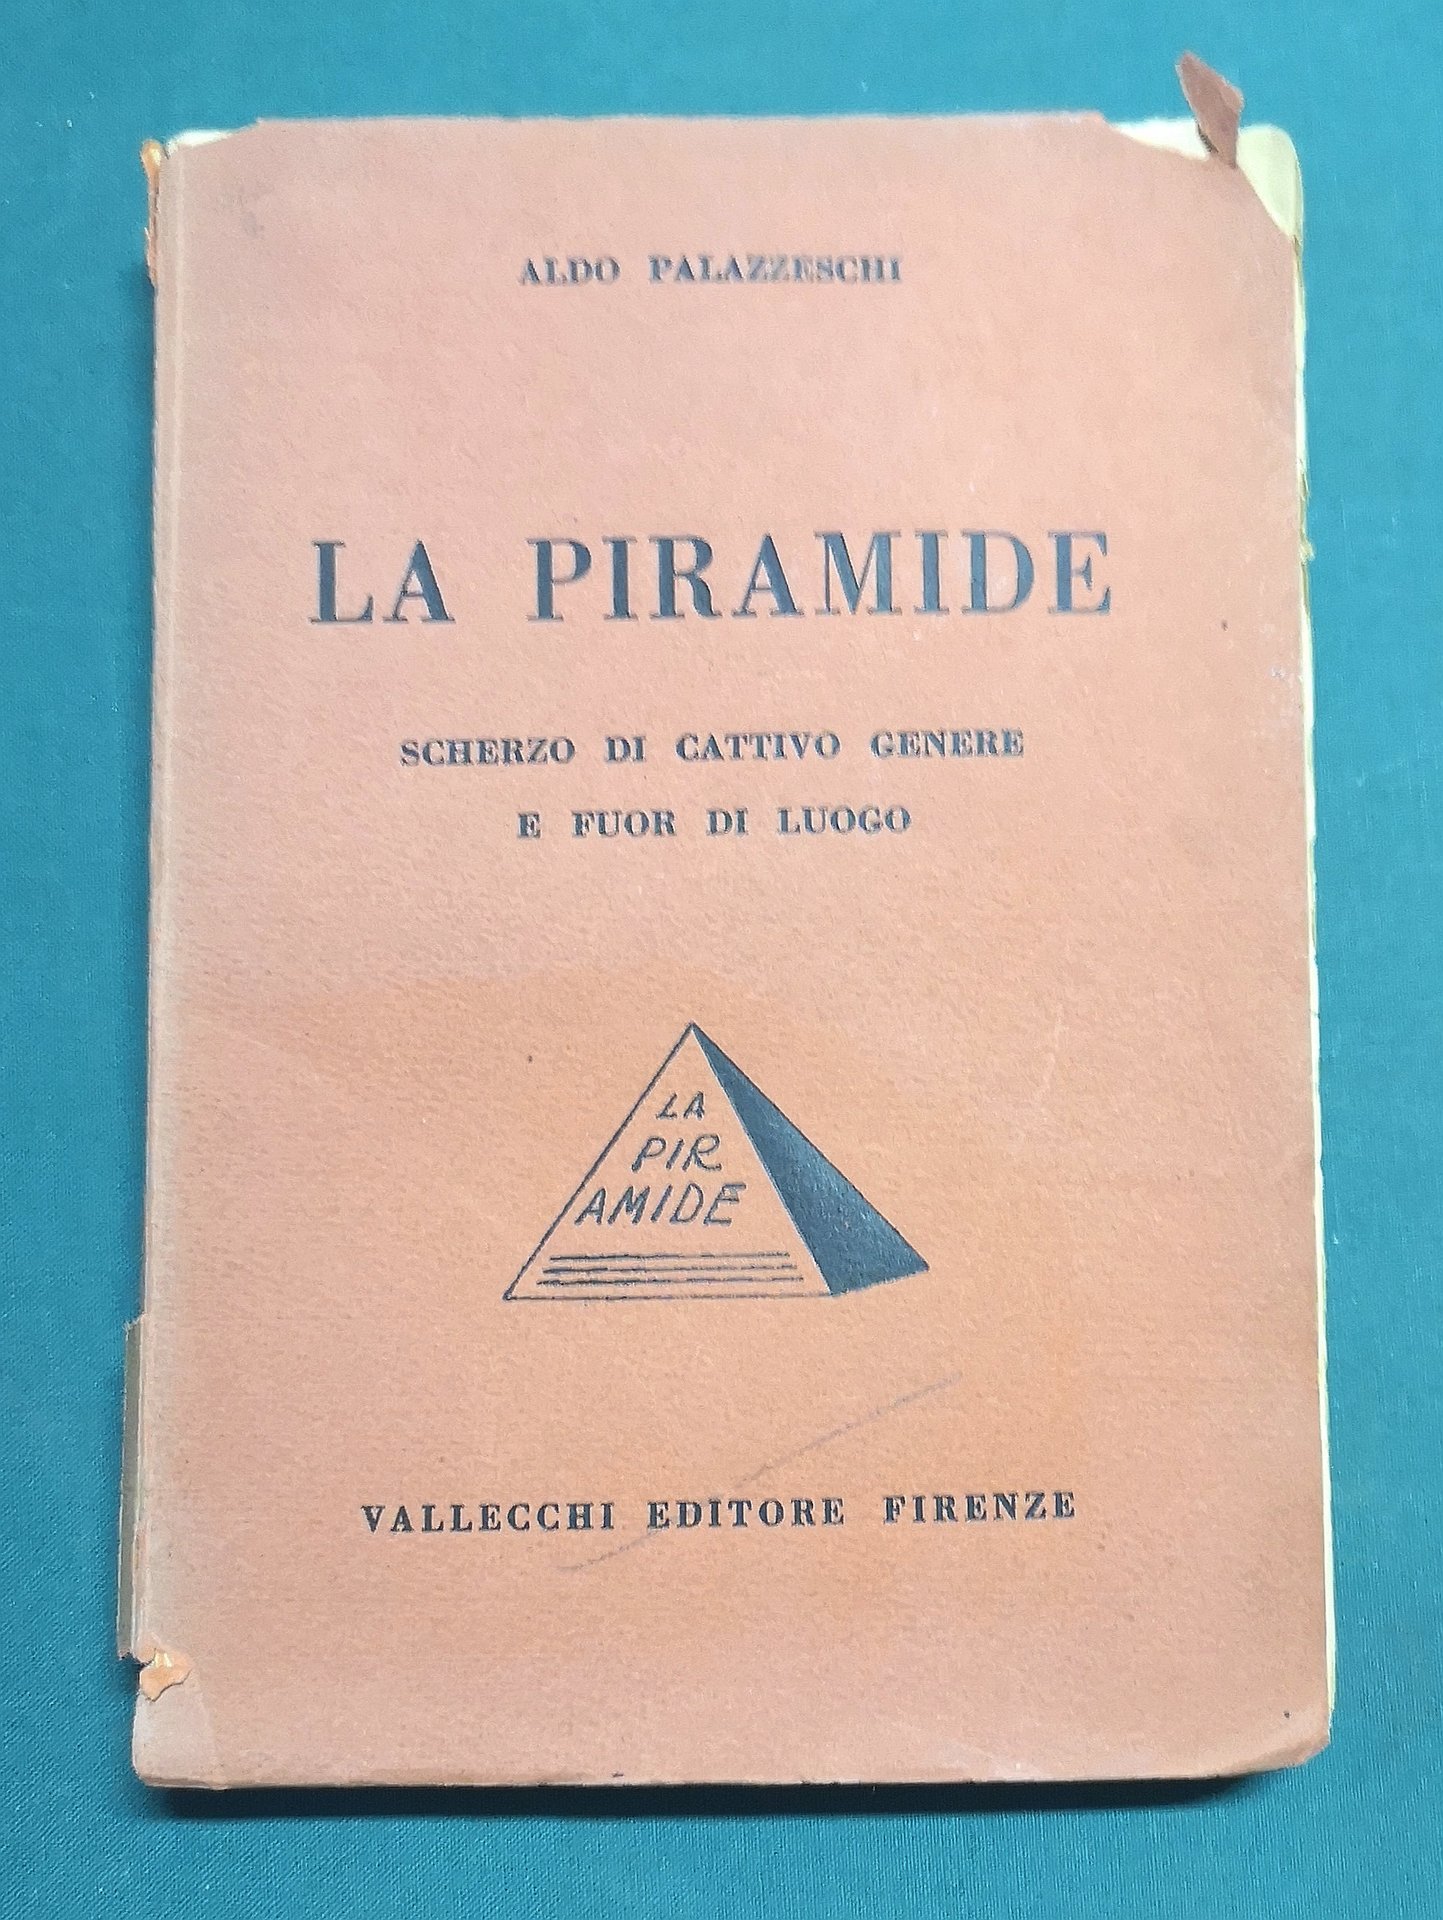 ALDO PALAZZESCHI
LA PIRAMIDE
SCHERZO DI CATTIVO GENERE
E FUOR DI LUOGO
LA
PIR
AMIDE
VALLECCHI EDITORE FIRENZE